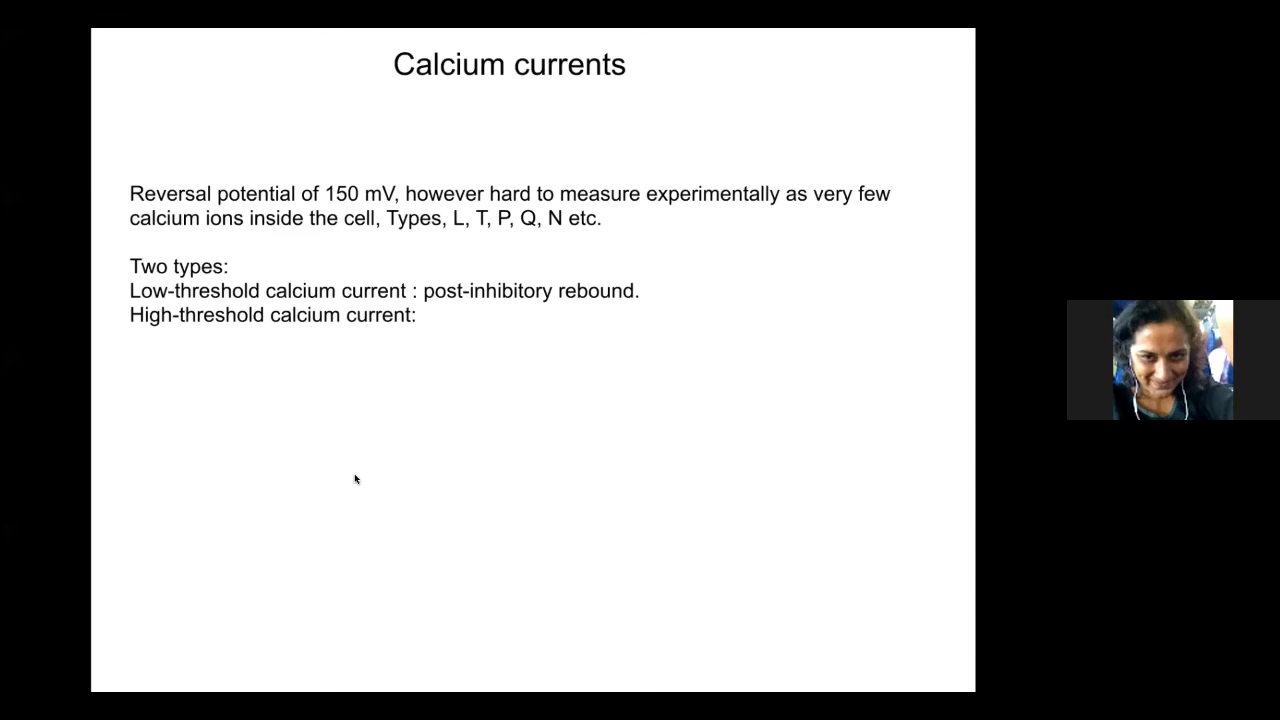 Calcium currents
Reversal potential of 150 mV, however hard to measure experimentally as very few
calcium ions inside the cell, Types, L, T, P, Q, N etc.
Two types:
Low-threshold calcium current : post-inhibitory rebound.
High-threshold calcium current: